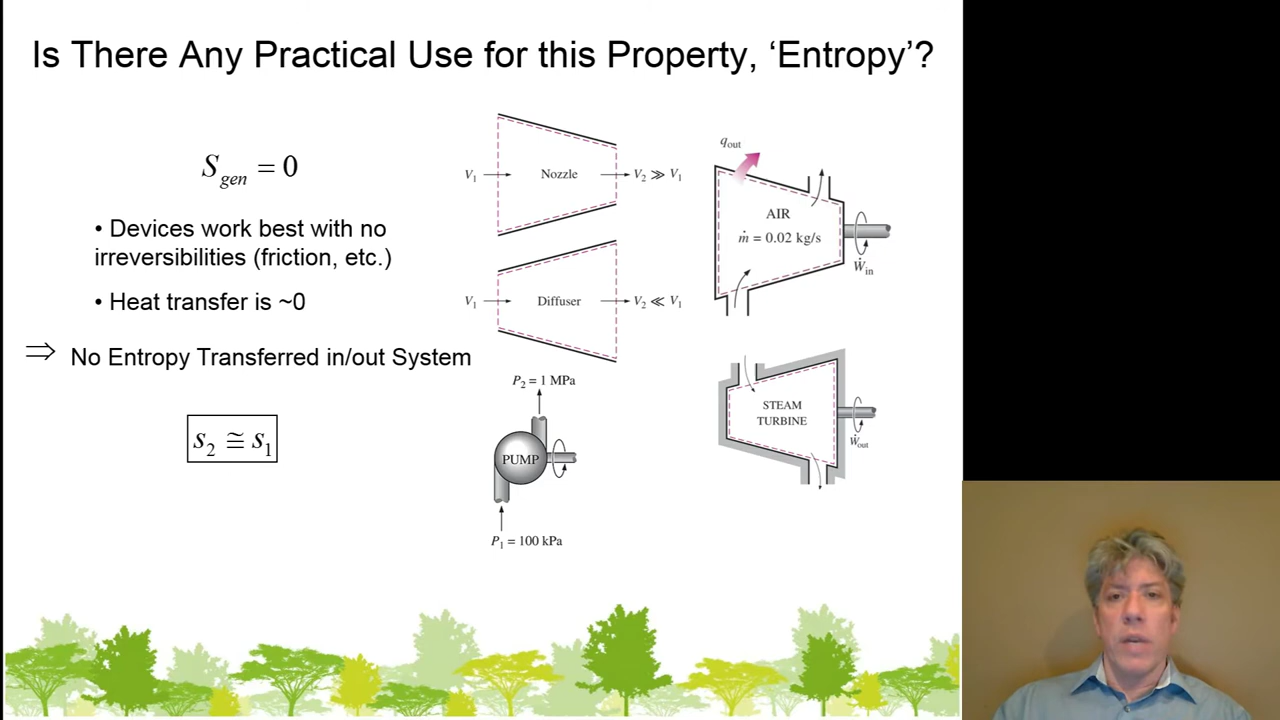 Is There Any Practical Use for this Property, ‘Entropy’?
S_gen = 0
• Devices work best with no
irreversibilities (friction, etc.)
• Heat transfer is ~0
⇒ No Entropy Transferred in/out System
s₂ ≅ s₁
V₁ Nozzle V₂ ≫ V₁
V₁ Diffuser V₂ ≪ V₁
P₂ = 1 MPa
PUMP
P₁ = 100 kPa
q_out
AIR
ṁ = 0.02 kg/s
Ẇ_in
STEAM
TURBINE
Ẇ_out